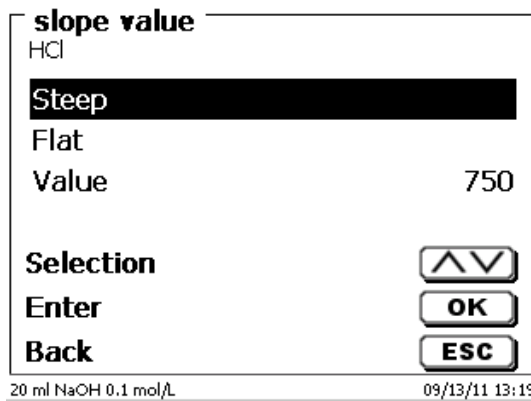 slope value
HCl
Steep
Flat
Value 750
Selection
Enter OK
Back ESC
20 ml NaOH 0.1 mol/L 09/13/11 13:19